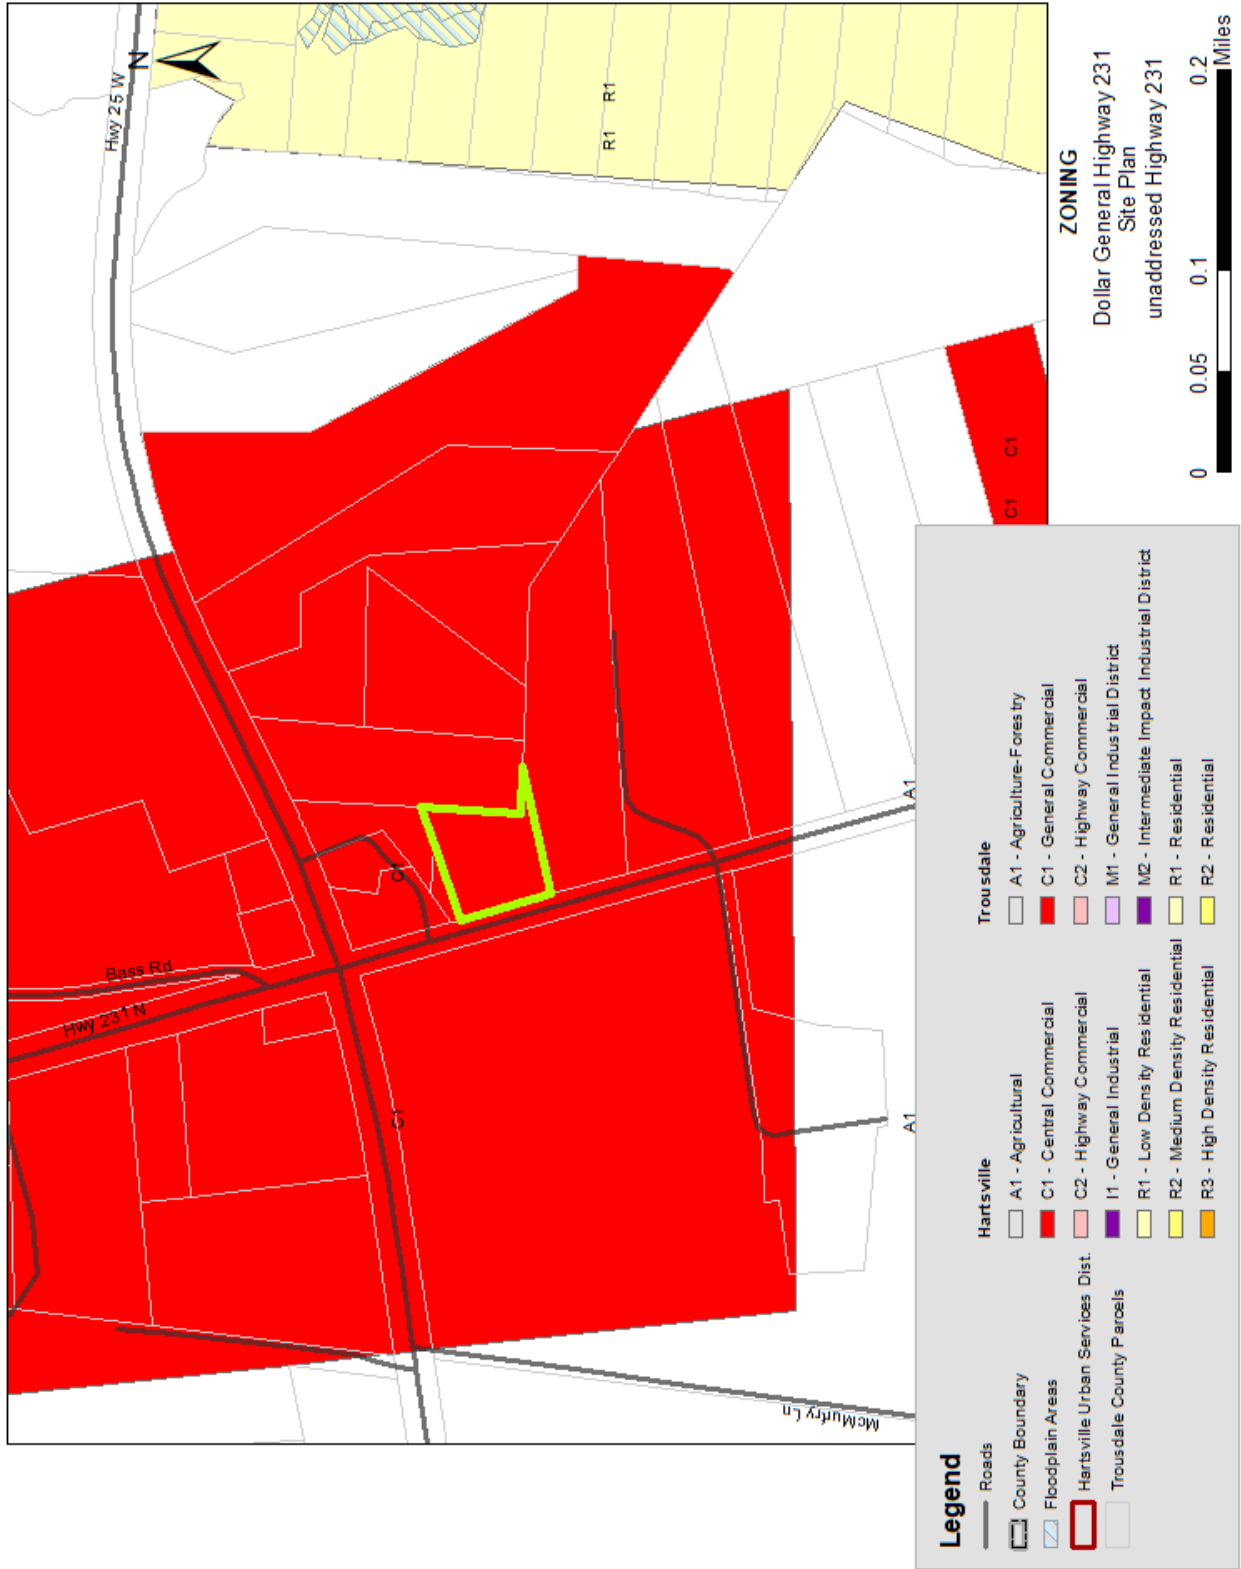 Hwy 25 W
N
R1
R1
Bass Rd
Hwy 231 N
C1
C1
C1
C1
A1
A1
McMurry Ln
ZONING
Dollar General Highway 231
Site Plan
unaddressed Highway 231
0 0.05 0.1 0.2
Miles
Legend
Roads
County Boundary
Floodplain Areas
Hartsville Urban Services Dist.
Trousdale County Parcels
Hartsville
A1 - Agricultural
C1 - Central Commercial
C2 - Highway Commercial
I1 - General Industrial
R1 - Low Density Residential
R2 - Medium Density Residential
R3 - High Density Residential
Trousdale
A1 - Agriculture-Forestry
C1 - General Commercial
C2 - Highway Commercial
M1 - General Industrial District
M2 - Intermediate Impact Industrial District
R1 - Residential
R2 - Residential